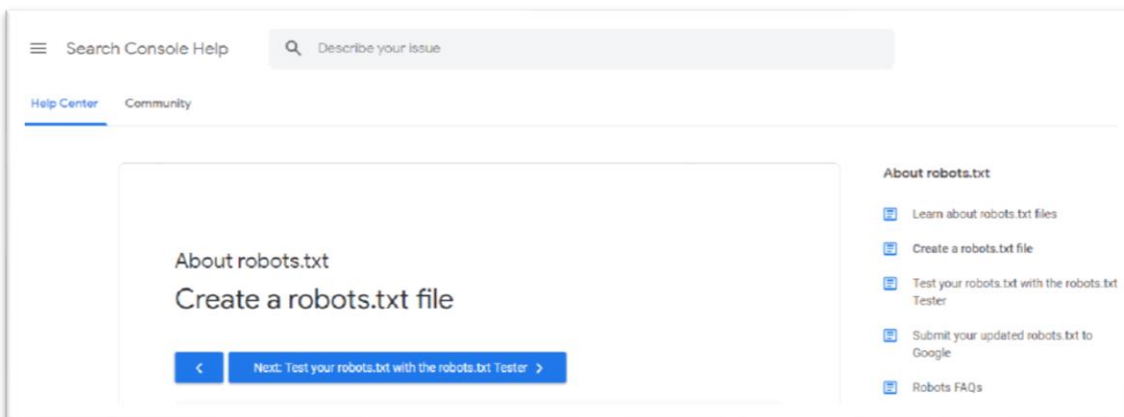 Search Console Help
Describe your issue
Help Center
Community
About robots.txt
Create a robots.txt file
Next: Test your robots.txt with the robots.txt Tester
About robots.txt
Learn about robots.txt files
Create a robots.txt file
Test your robots.txt with the robots.txt
Tester
Submit your updated robots.txt to
Google
Robots FAQs